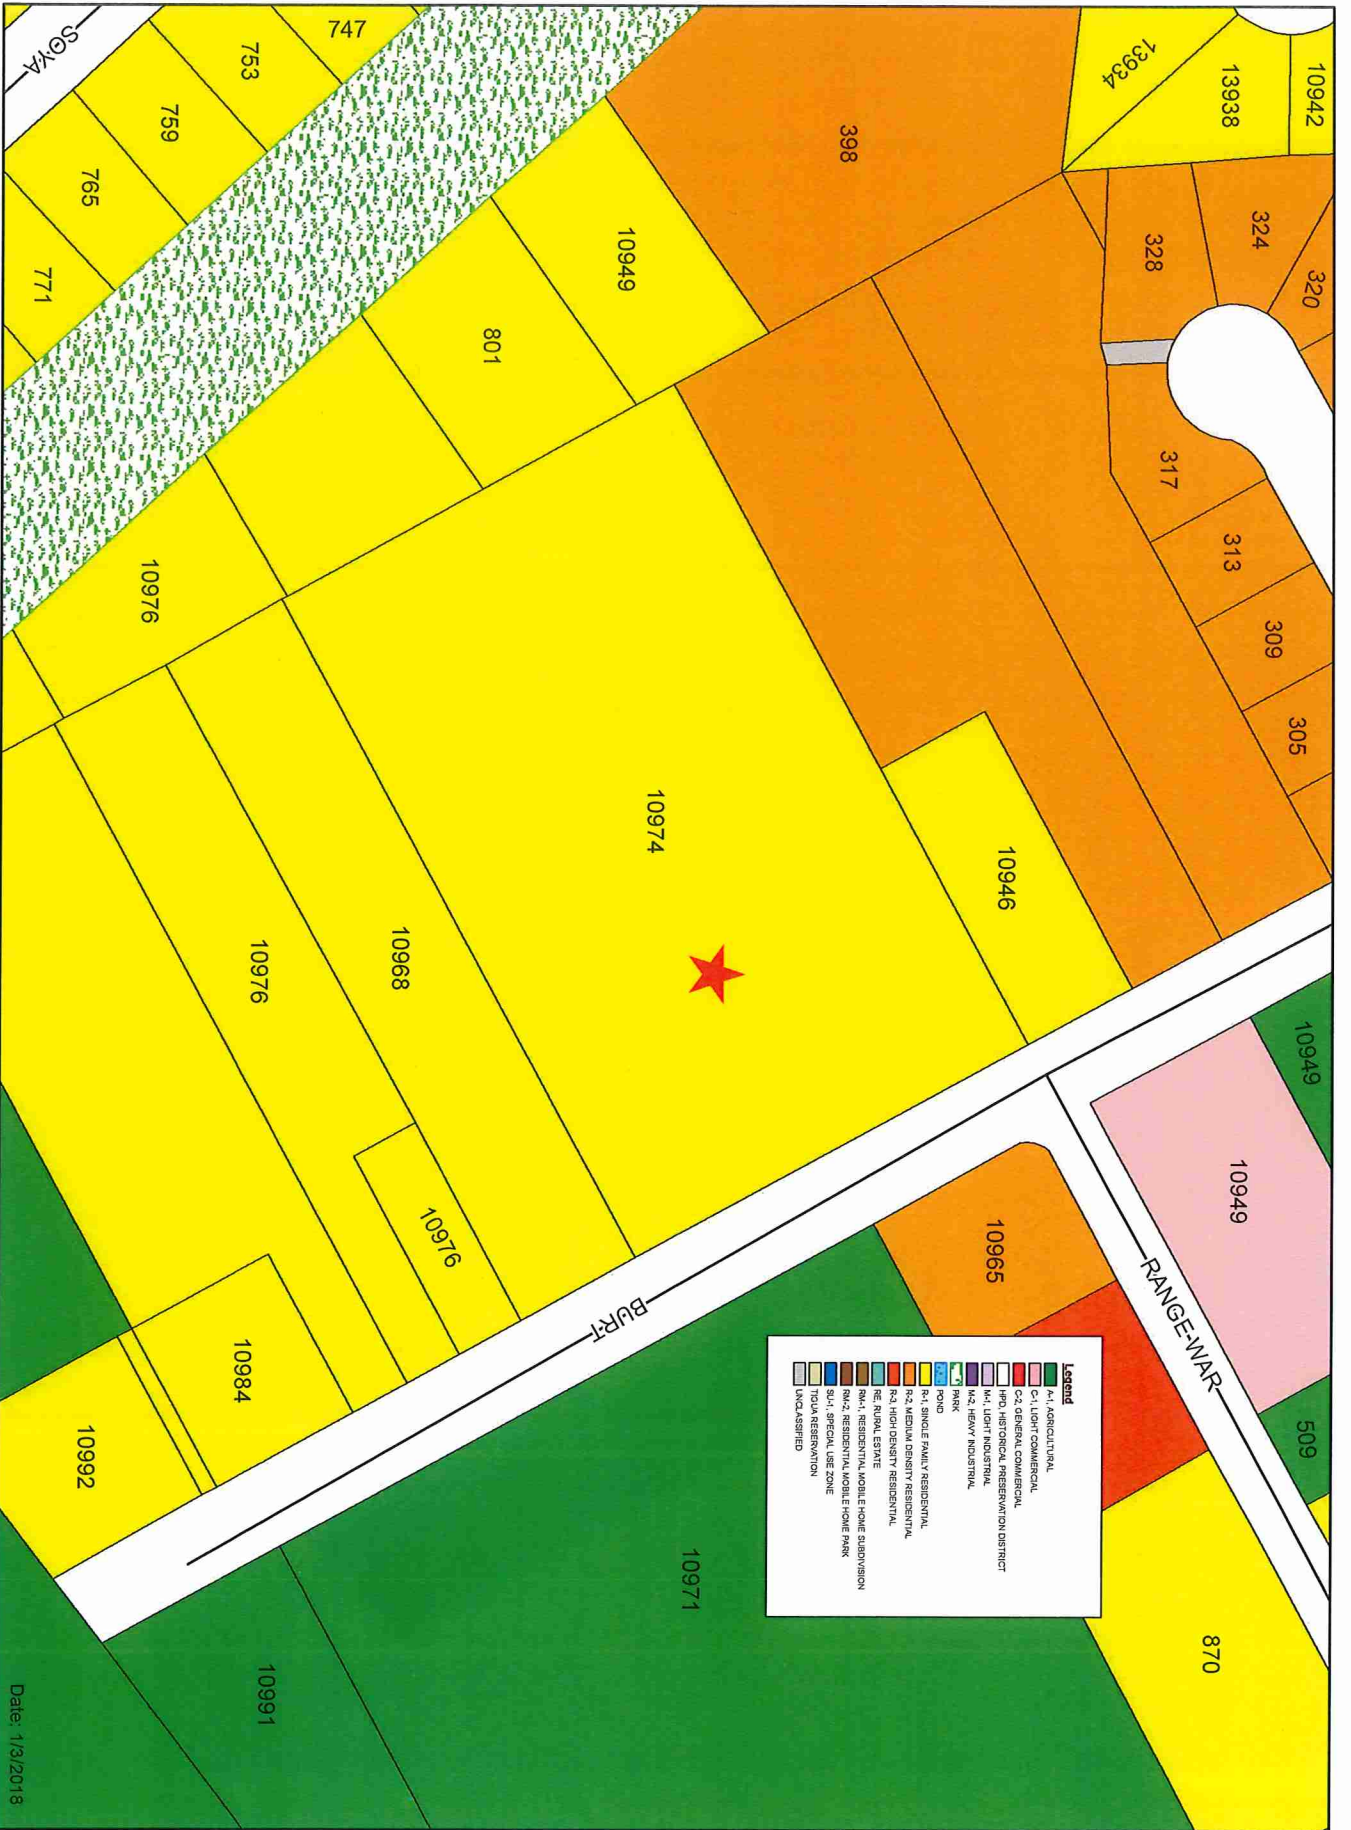 10942
13938
13934
320
324
328
317
313
309
305
398
747
753
759
765
771
SOYA
10949
801
10976
10974
10946
10968
10976
10976
10984
10992
BURT
RANGE-WAR
10949
10949
509
10965
870
10971
10991
Legend
A-1, AGRICULTURAL
C-1, LIGHT COMMERCIAL
C-2, GENERAL COMMERCIAL
HPD, HISTORICAL PRESERVATION DISTRICT
M-1, LIGHT INDUSTRIAL
M-2, HEAVY INDUSTRIAL
PARK
POND
R-1, SINGLE FAMILY RESIDENTIAL
R-2, MEDIUM DENSITY RESIDENTIAL
R-3, HIGH DENSITY RESIDENTIAL
RE, RURAL ESTATE
RM-1, RESIDENTIAL MOBILE HOME SUBDIVISION
RM-2, RESIDENTIAL MOBILE HOME PARK
SU-1, SPECIAL USE ZONE
TIGUA RESERVATION
UNCLASSIFIED
Date: 1/3/2018